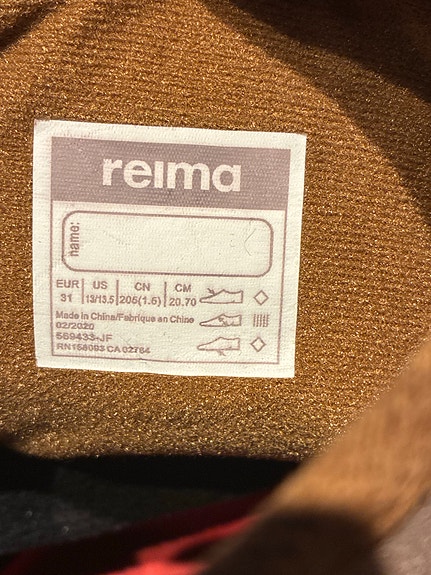 reima
name:
EUR US CN CM
31 13/13.5 205(1.5) 20,70
Made in China/Fabriqué en Chine
02/2020
569433-JF
RN156093 CA 02784